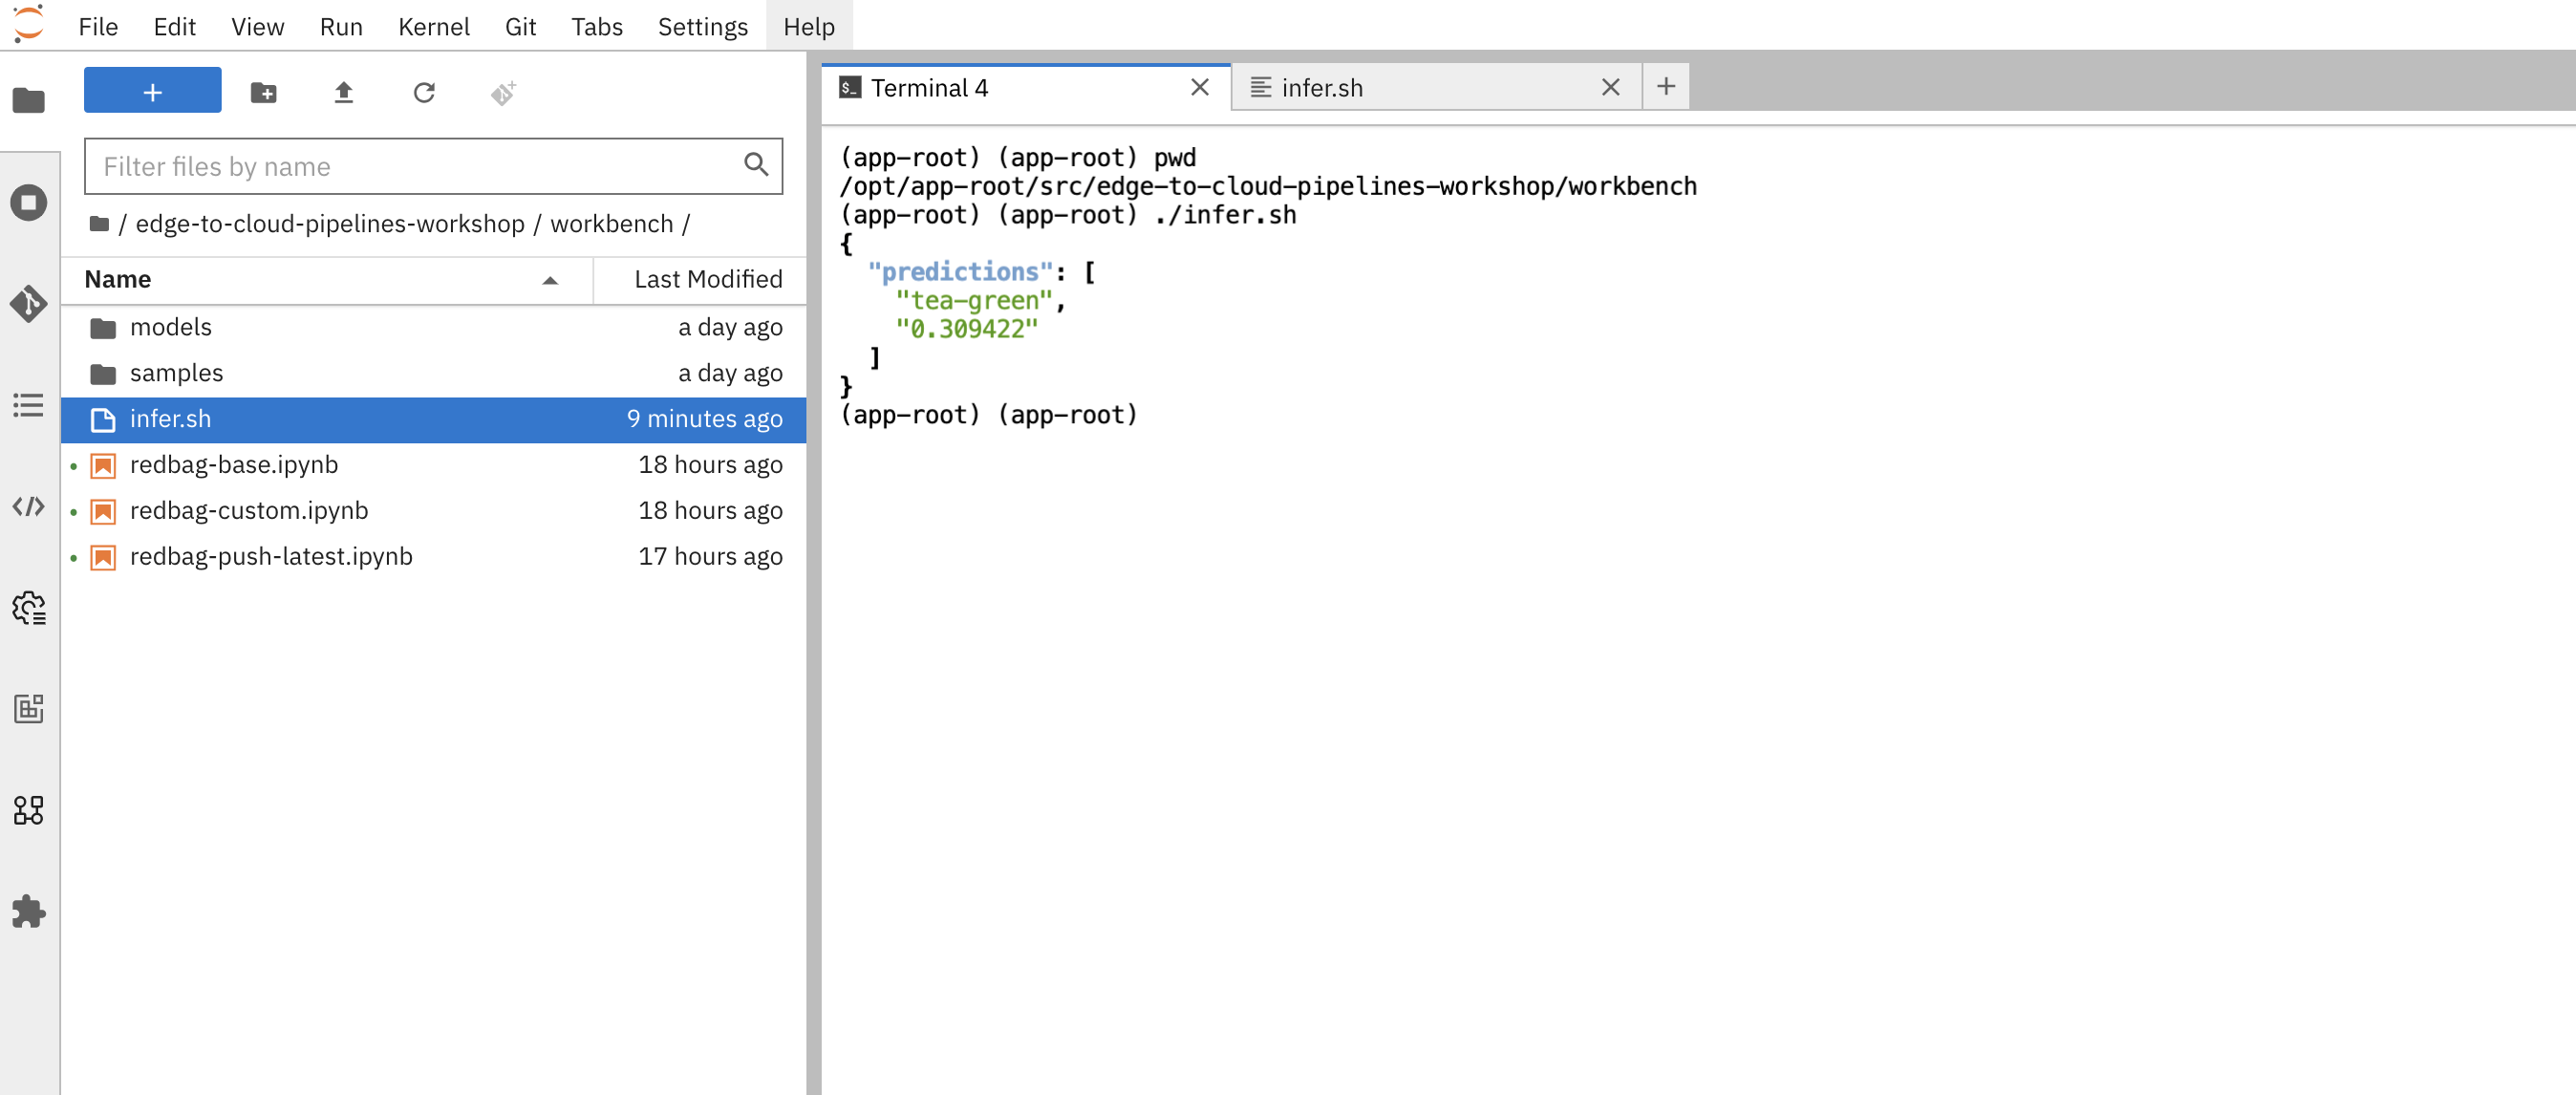 File Edit View Run Kernel Git Tabs Settings Help
+
Filter files by name
/ edge-to-cloud-pipelines-workshop / workbench /
Name Last Modified
models a day ago
samples a day ago
infer.sh 9 minutes ago
redbag-base.ipynb 18 hours ago
redbag-custom.ipynb 18 hours ago
redbag-push-latest.ipynb 17 hours ago
$_ Terminal 4 infer.sh +
(app-root) (app-root) pwd
/opt/app-root/src/edge-to-cloud-pipelines-workshop/workbench
(app-root) (app-root) ./infer.sh
{
  "predictions": [
    "tea-green",
    "0.309422"
  ]
}
(app-root) (app-root)